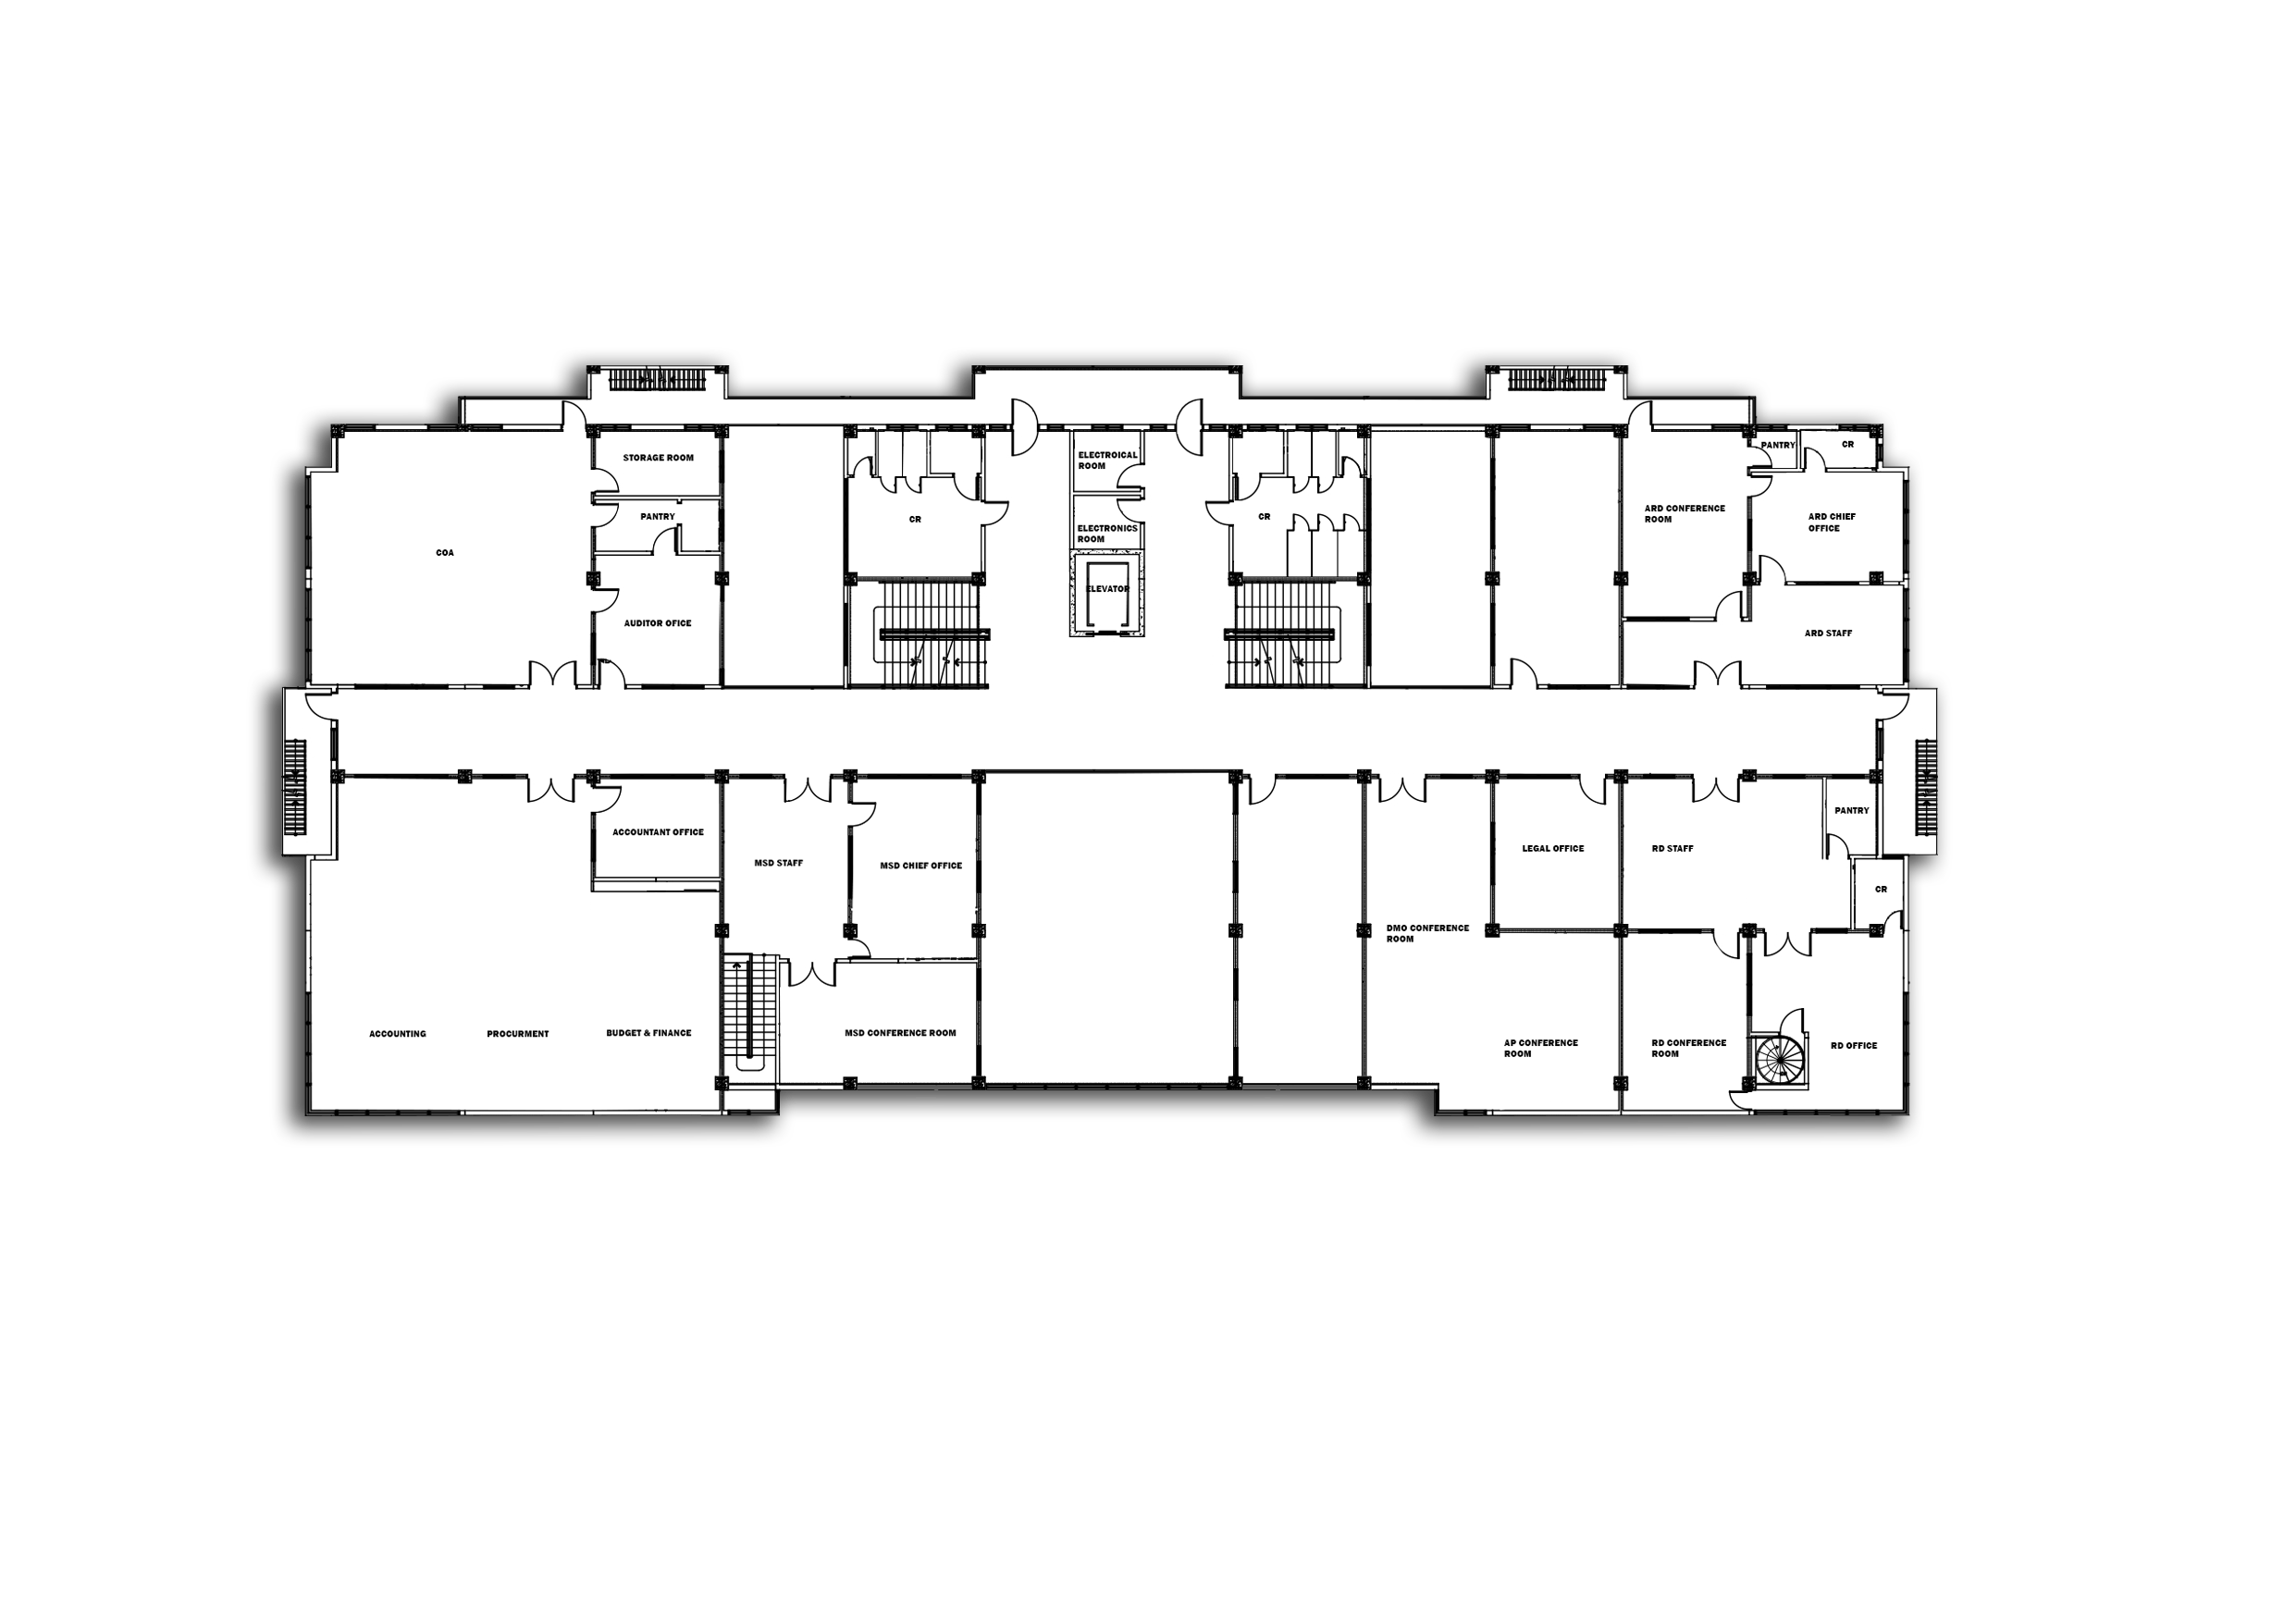 STORAGE ROOM
PANTRY
COA
AUDITOR OFICE
CR
ELECTROICAL
ROOM
ELECTRONICS
ROOM
ELEVATOR
CR
ARD CONFERENCE
ROOM
PANTRY
CR
ARD CHIEF
OFFICE
ARD STAFF
ACCOUNTANT OFFICE
MSD STAFF
MSD CHIEF OFFICE
ACCOUNTING
PROCURMENT
BUDGET & FINANCE
MSD CONFERENCE ROOM
DMO CONFERENCE
ROOM
LEGAL OFFICE
AP CONFERENCE
ROOM
RD STAFF
PANTRY
CR
RD CONFERENCE
ROOM
RD OFFICE